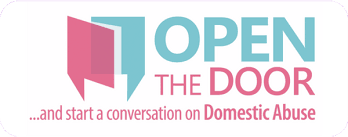 OPEN
THE DOOR
...and start a conversation on Domestic Abuse